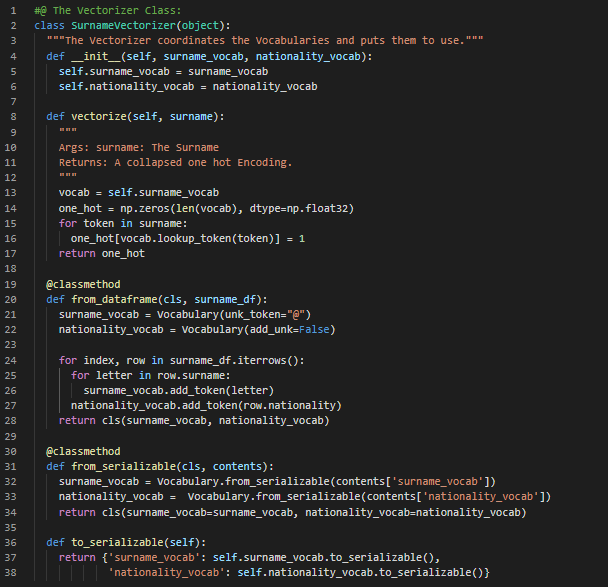 1 #@ The Vectorizer Class:
2 class SurnameVectorizer(object):
3   """The Vectorizer coordinates the Vocabularies and puts them to use."""
4   def __init__(self, surname_vocab, nationality_vocab):
5     self.surname_vocab = surname_vocab
6     self.nationality_vocab = nationality_vocab
7
8   def vectorize(self, surname):
9     """
10     Args: surname: The Surname
11     Returns: A collapsed one hot Encoding.
12     """
13     vocab = self.surname_vocab
14     one_hot = np.zeros(len(vocab), dtype=np.float32)
15     for token in surname:
16       one_hot[vocab.lookup_token(token)] = 1
17     return one_hot
18
19   @classmethod
20   def from_dataframe(cls, surname_df):
21     surname_vocab = Vocabulary(unk_token="@")
22     nationality_vocab = Vocabulary(add_unk=False)
23
24     for index, row in surname_df.iterrows():
25       for letter in row.surname:
26         surname_vocab.add_token(letter)
27       nationality_vocab.add_token(row.nationality)
28     return cls(surname_vocab, nationality_vocab)
29
30   @classmethod
31   def from_serializable(cls, contents):
32     surname_vocab = Vocabulary.from_serializable(contents['surname_vocab'])
33     nationality_vocab =  Vocabulary.from_serializable(contents['nationality_vocab'])
34     return cls(surname_vocab=surname_vocab, nationality_vocab=nationality_vocab)
35
36   def to_serializable(self):
37     return {'surname_vocab': self.surname_vocab.to_serializable(),
38             'nationality_vocab': self.nationality_vocab.to_serializable()}